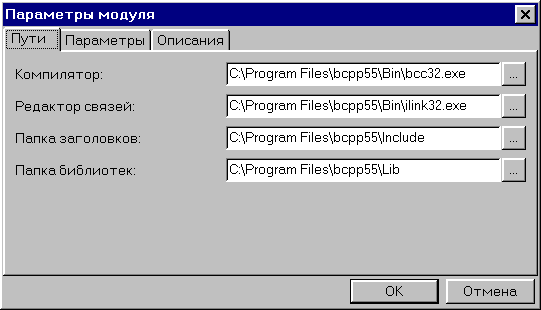 Параметры модуля
Пути Параметры Описания
Компилятор: C:\Program Files\bcpp55\Bin\bcc32.exe ...
Редактор связей: C:\Program Files\bcpp55\Bin\ilink32.exe ...
Папка заголовков: C:\Program Files\bcpp55\Include ...
Папка библиотек: C:\Program Files\bcpp55\Lib ...
OK Отмена